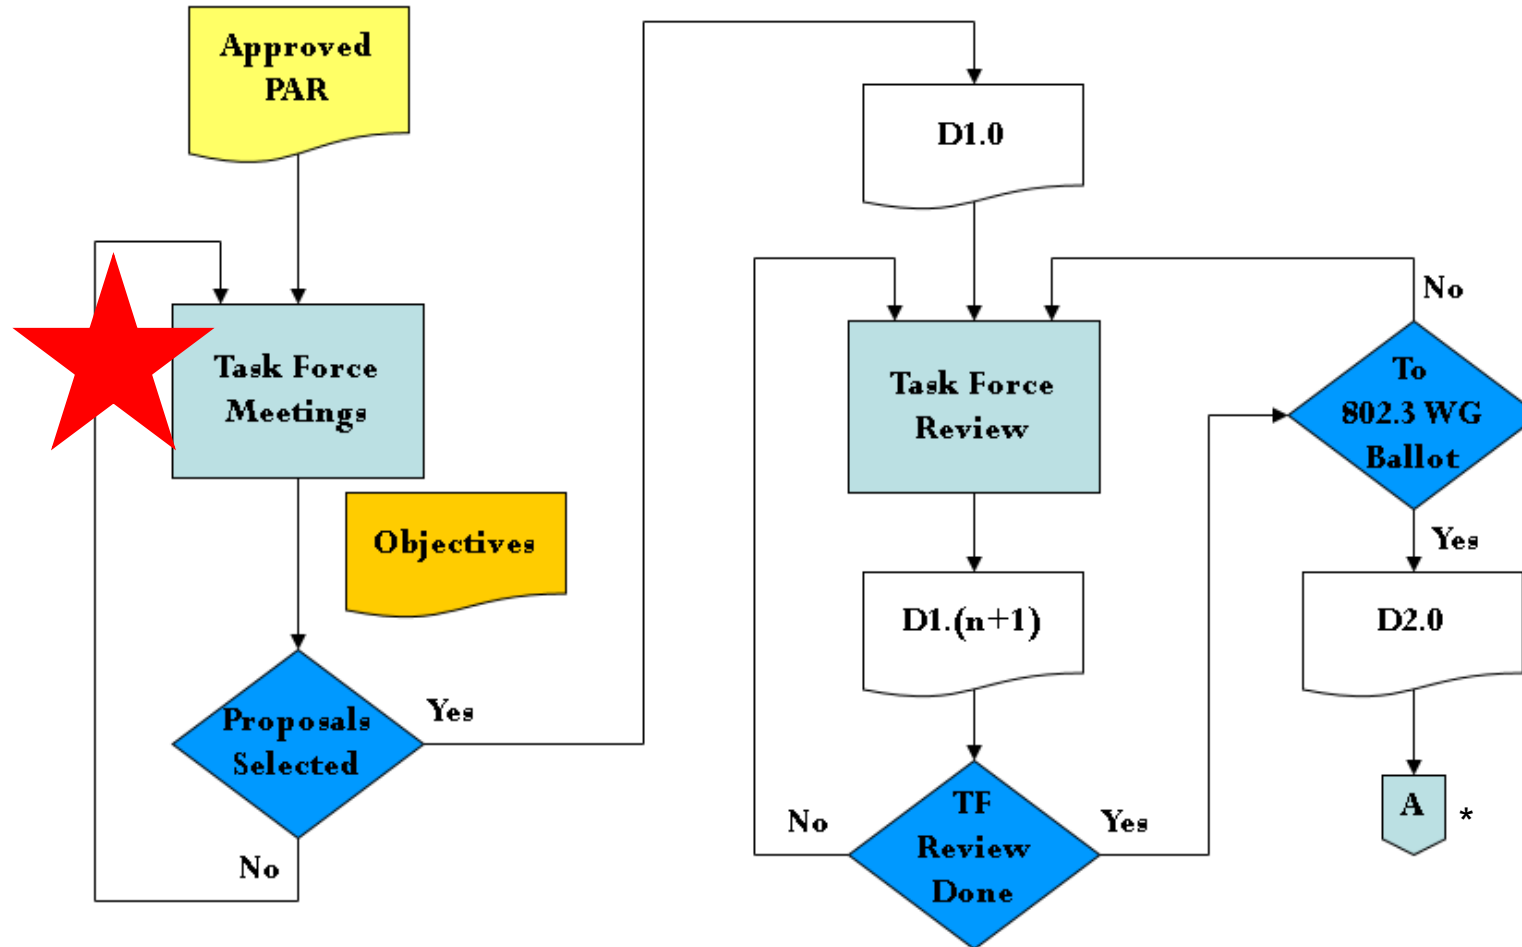 Approved
PAR
Task Force
Meetings
Objectives
Proposals
Selected
Yes
No
D1.0
Task Force
Review
D1.(n+1)
TF
Review
Done
No
Yes
To
802.3 WG
Ballot
No
Yes
D2.0
A *